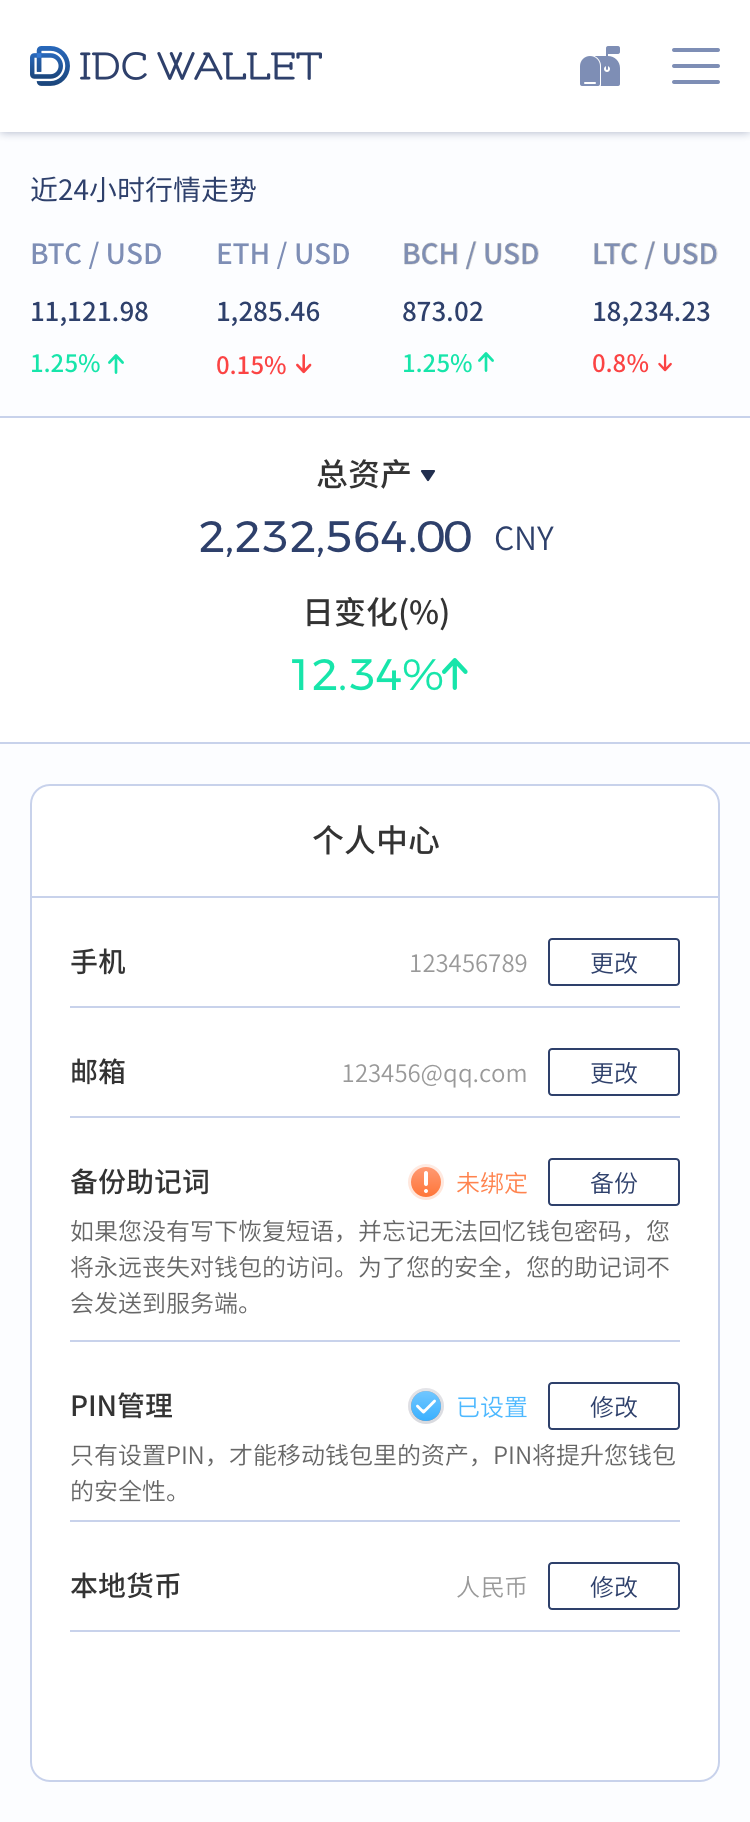 IDC WALLET
近24小时行情走势
BTC / USD ETH / USD BCH / USD LTC / USD
11,121.98 1,285.46 873.02 18,234.23
1.25% 0.15% 1.25% 0.8%
总资产
2,232,564.00 CNY
日变化(%)
12.34%
个人中心
手机 123456789 更改
邮箱 123456@qq.com 更改
备份助记词 未绑定 备份
如果您没有写下恢复短语，并忘记无法回忆钱包密码，您
将永远丧失对钱包的访问。为了您的安全，您的助记词不
会发送到服务端。
PIN管理 已设置 修改
只有设置PIN，才能移动钱包里的资产，PIN将提升您钱包
的安全性。
本地货币 人民币 修改